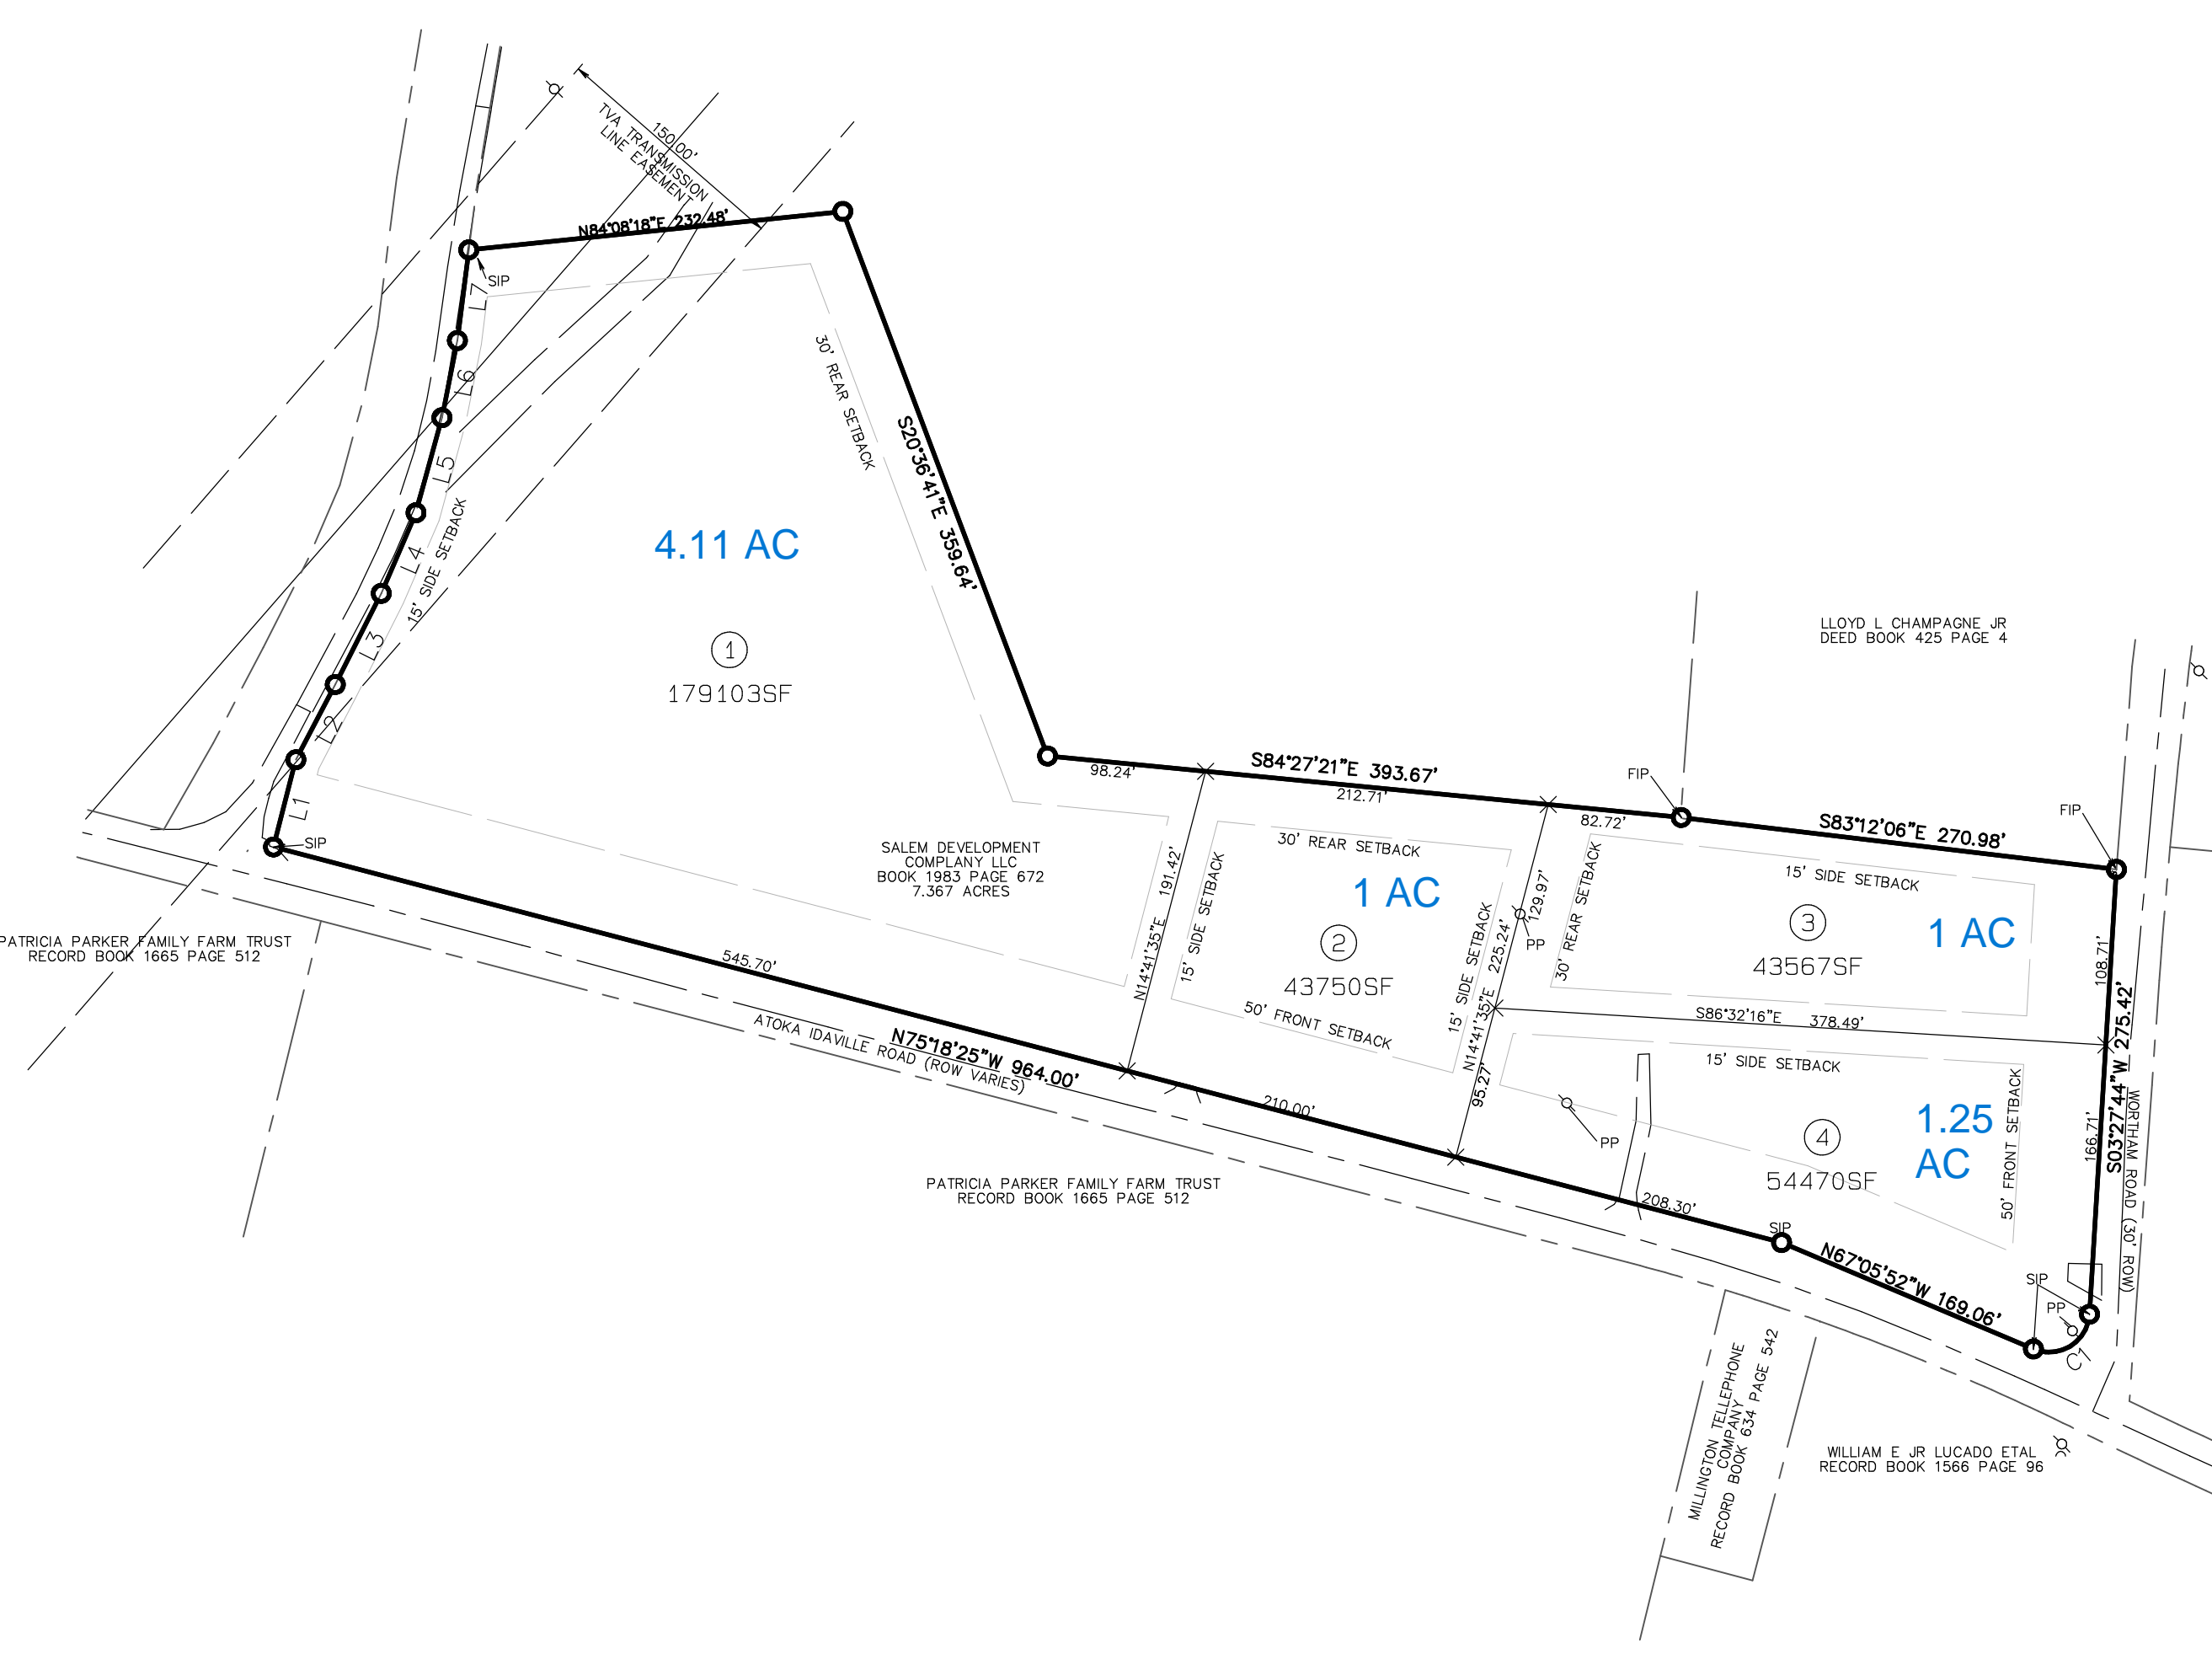 150.00'
TVA TRANSMISSION
LINE EASEMENT
N84°08'18"E 232.48'
SIP
L7
L6
L5
L4
L3
L2
L1
15' SIDE SETBACK
30' REAR SETBACK
S20°36'41"E 359.64'
4.11 AC
1
179103SF
SIP
LLOYD L CHAMPAGNE JR
DEED BOOK 425 PAGE 4
98.24'
S84°27'21"E 393.67'
212.71'
FIP
82.72'
S83°12'06"E 270.98'
FIP
SALEM DEVELOPMENT
COMPLANY LLC
BOOK 1983 PAGE 672
7.367 ACRES
N14°41'35"E 191.42'
15' SIDE SETBACK
30' REAR SETBACK
1 AC
2
43750SF
50' FRONT SETBACK
15' SIDE SETBACK
N14°41'35"E 225.24'
129.97'
PP
95.27'
30' REAR SETBACK
15' SIDE SETBACK
3
43567SF
1 AC
108.71'
S86°32'16"E 378.49'
15' SIDE SETBACK
PP
4
54470SF
1.25
AC
50' FRONT SETBACK
166.71'
S03°27'44"W 275.42'
WORTHAM ROAD (30' ROW)
PATRICIA PARKER FAMILY FARM TRUST
RECORD BOOK 1665 PAGE 512
545.70'
ATOKA IDAVILLE ROAD (ROW VARIES)
N75°18'25"W 964.00'
210.00'
208.30'
SIP
N67°05'52"W 169.06'
SIP
PP
C1
PATRICIA PARKER FAMILY FARM TRUST
RECORD BOOK 1665 PAGE 512
MILLINGTON TELLEPHONE
COMPANY
RECORD BOOK 634 PAGE 542
WILLIAM E JR LUCADO ETAL
RECORD BOOK 1566 PAGE 96